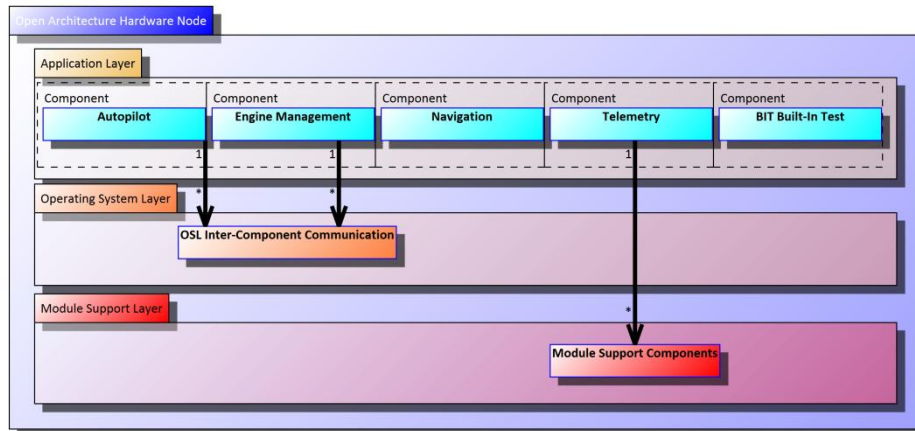 Open Architecture Hardware Node
Application Layer
Component Component Component Component Component
Autopilot Engine Management Navigation Telemetry BIT Built-In Test
1 1 1
* *
Operating System Layer
OSL Inter-Component Communication
Module Support Layer
*
Module Support Components